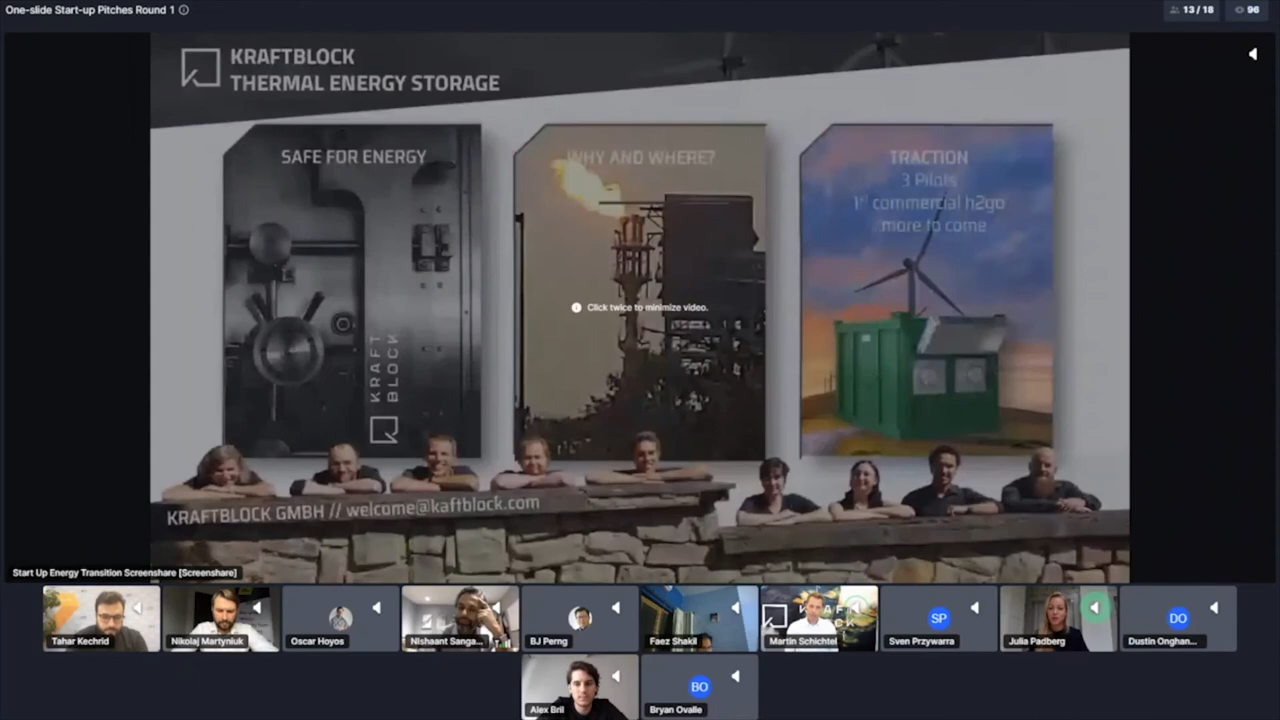 One-slide Start-up Pitches Round 1
13 / 18
96
KRAFTBLOCK
THERMAL ENERGY STORAGE
SAFE FOR ENERGY
WHY AND WHERE?
TRACTION
3 Pilots
1st commercial h2go
more to come
Click twice to minimize video.
KRAFT
BLOCK
KRAFTBLOCK GMBH // welcome@kaftblock.com
Start Up Energy Transition Screenshare [Screenshare]
Tahar Kechrid
Nikolaj Martyniuk
Oscar Hoyos
Nishaant Sanga...
BJ Perng
Faez Shakil
Martin Schichtel
SP
Sven Przywarra
Julia Padberg
DO
Dustin Onghan...
Alex Bril
BO
Bryan Ovalle